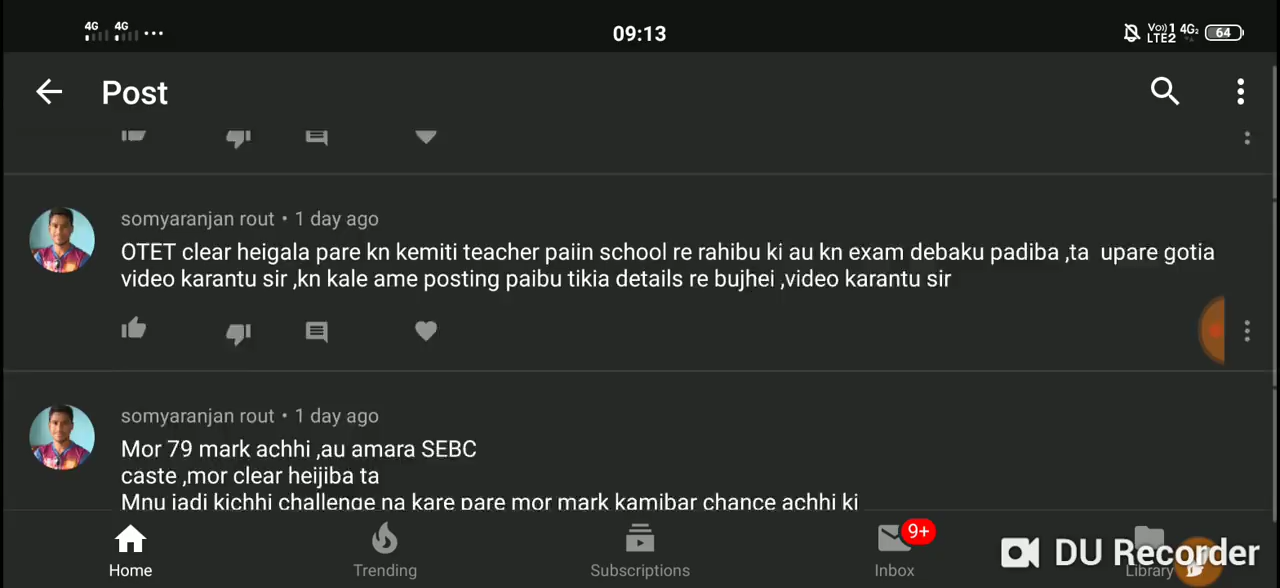 4G 4G ...
09:13
Vo)) 1 4G2
LTE2
64
Post
somyaranjan rout • 1 day ago
OTET clear heigala pare kn kemiti teacher paiin school re rahibu ki au kn exam debaku padiba ,ta upare gotia
video karantu sir ,kn kale ame posting paibu tikia details re bujhei ,video karantu sir
somyaranjan rout • 1 day ago
Mor 79 mark achhi ,au amara SEBC
caste ,mor clear heijiba ta
Mnu jadi kichhi challenge na kare pare mor mark kamibar chance achhi ki
9+
DU Recorder
Home
Trending
Subscriptions
Inbox
Library